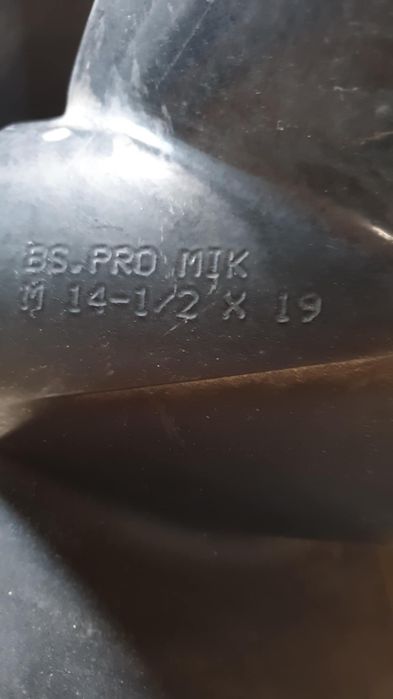 BS.PRO MIK
M 14-1/2 X 19